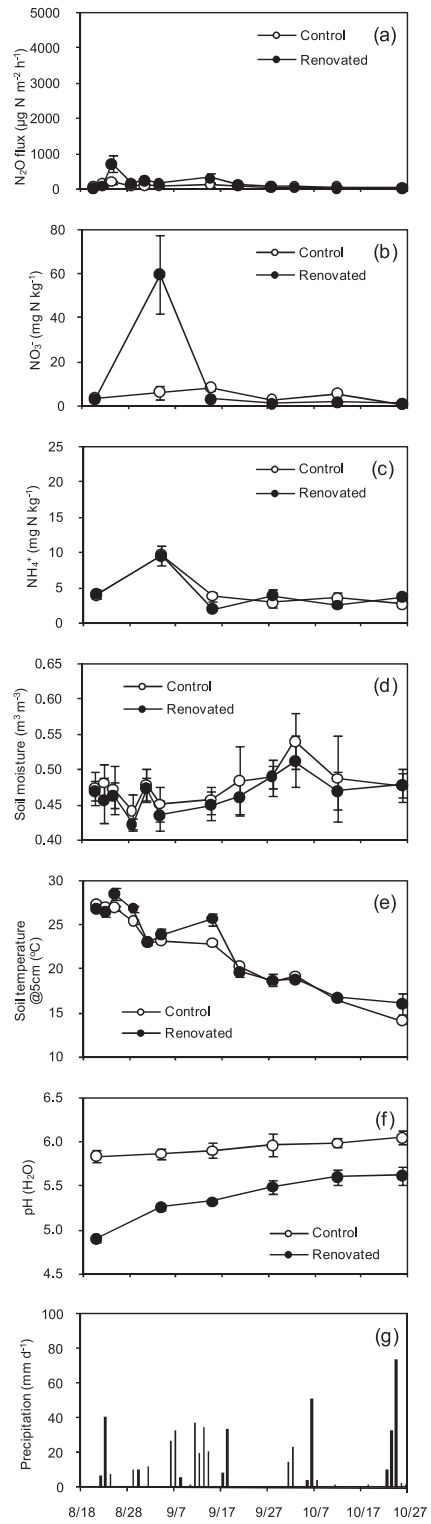 5000
4000
3000
2000
1000
0
N₂O flux (µg N m⁻² h⁻¹)
(a)
Control
Renovated
80
60
40
20
0
NO₃⁻ (mg N kg⁻¹)
(b)
Control
Renovated
25
20
15
10
5
0
NH₄⁺ (mg N kg⁻¹)
(c)
Control
Renovated
0.65
0.60
0.55
0.50
0.45
0.40
Soil moisture (m³ m⁻³)
(d)
Control
Renovated
30
25
20
15
10
Soil temperature
@5cm (°C)
(e)
Control
Renovated
6.5
6.0
5.5
5.0
4.5
pH (H₂O)
(f)
Control
Renovated
100
80
60
40
20
0
Precipitation (mm d⁻¹)
(g)
8/18 8/28 9/7 9/17 9/27 10/7 10/17 10/27